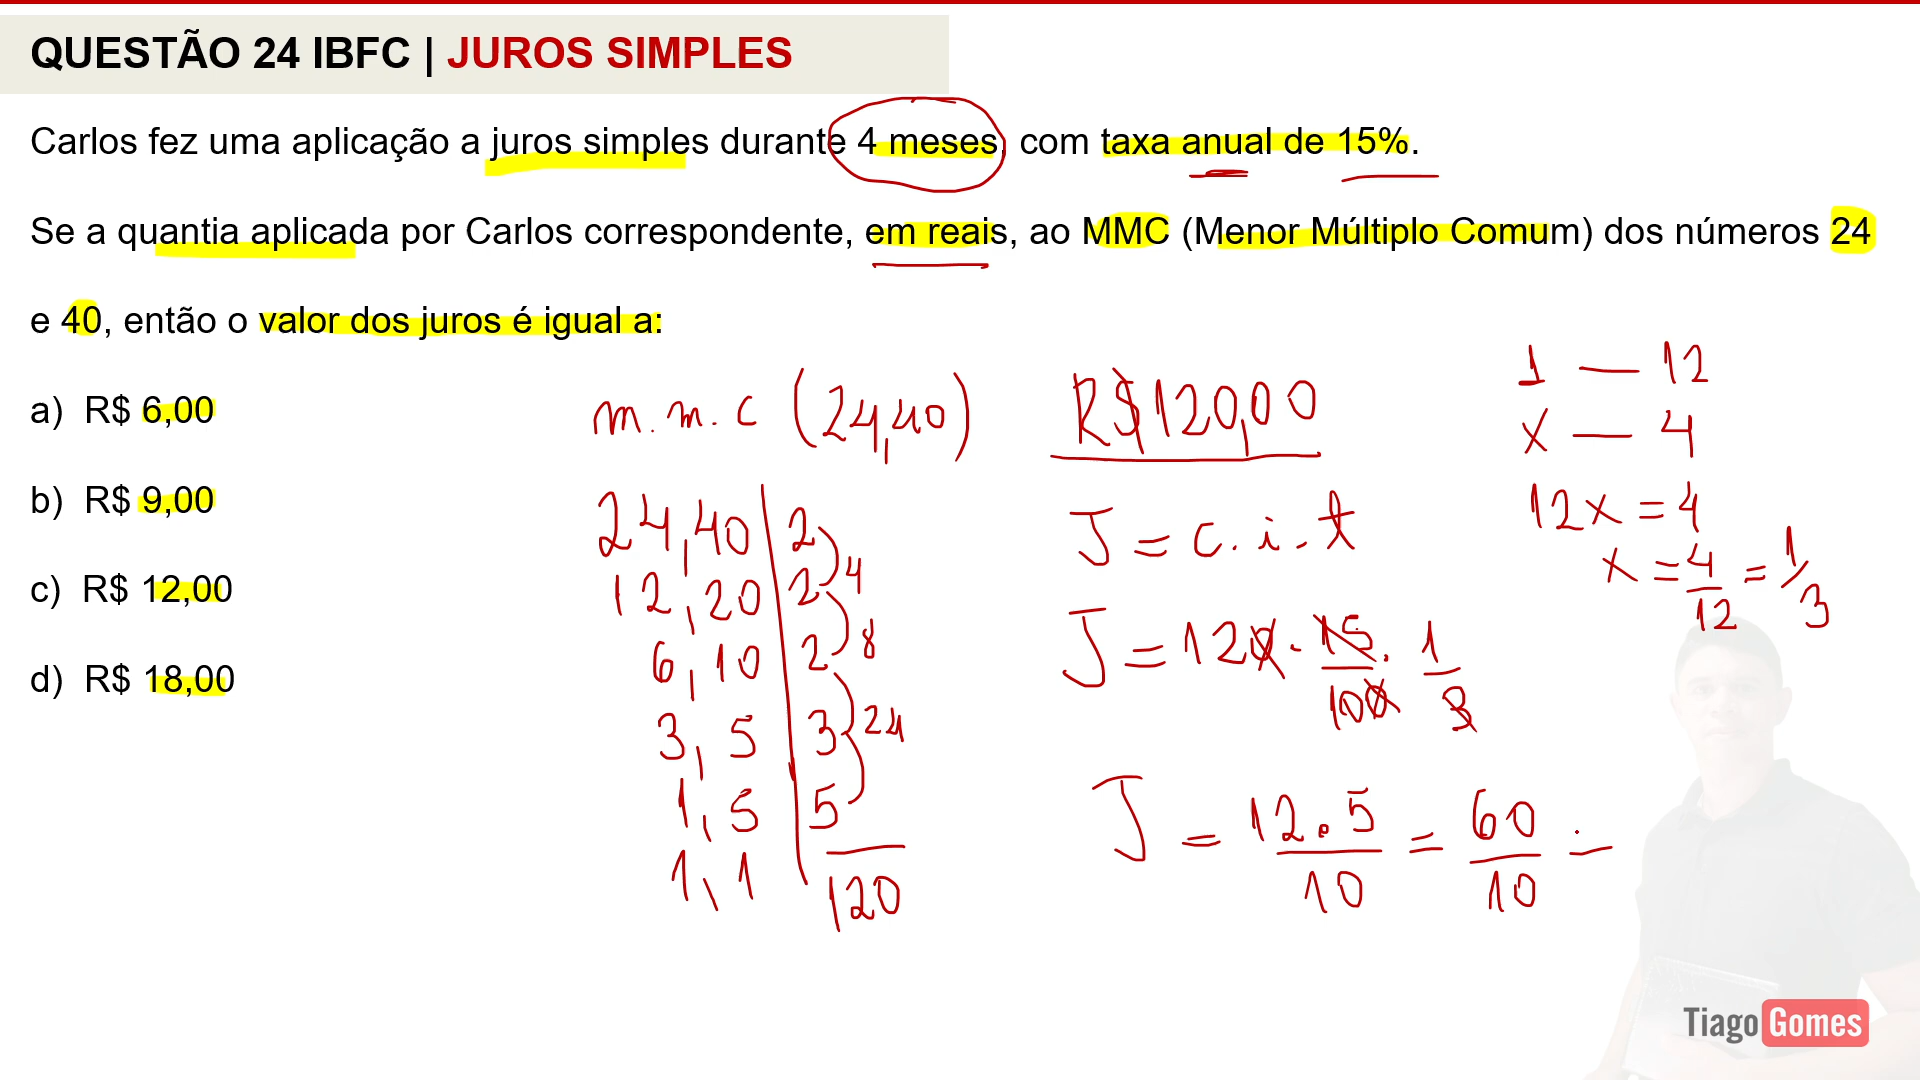 QUESTÃO 24 IBFC | JUROS SIMPLES
Carlos fez uma aplicação a juros simples durante 4 meses, com taxa anual de 15%.
Se a quantia aplicada por Carlos correspondente, em reais, ao MMC (Menor Múltiplo Comum) dos números 24
e 40, então o valor dos juros é igual a:
a) R$ 6,00
b) R$ 9,00
c) R$ 12,00
d) R$ 18,00
m.m.c (24,40)
24,40 | 2
12,20 | 2 4
6,10 | 2 8
3,5 | 3 24
1,5 | 5
1,1 | 120
R$120,00
J = c.i.t
J = 120 . 15/100 . 1/3
J = 12.5/10 = 60/10 =
1 — 12
x — 4
12x = 4
x = 4/12 = 1/3
Tiago Gomes